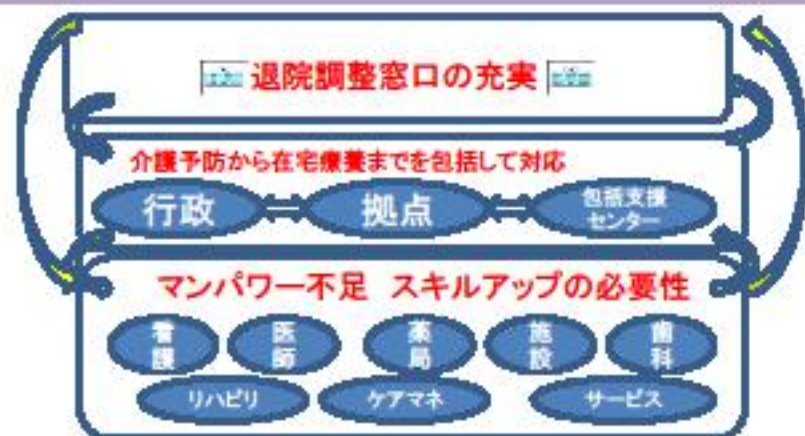 退院調整窓口の充実
介護予防から在宅療養までを包括して対応
行政
拠点
包括支援
センター
マンパワー不足 スキルアップの必要性
看護
医師
薬局
施設
歯科
リハビリ
ケアマネ
サービス